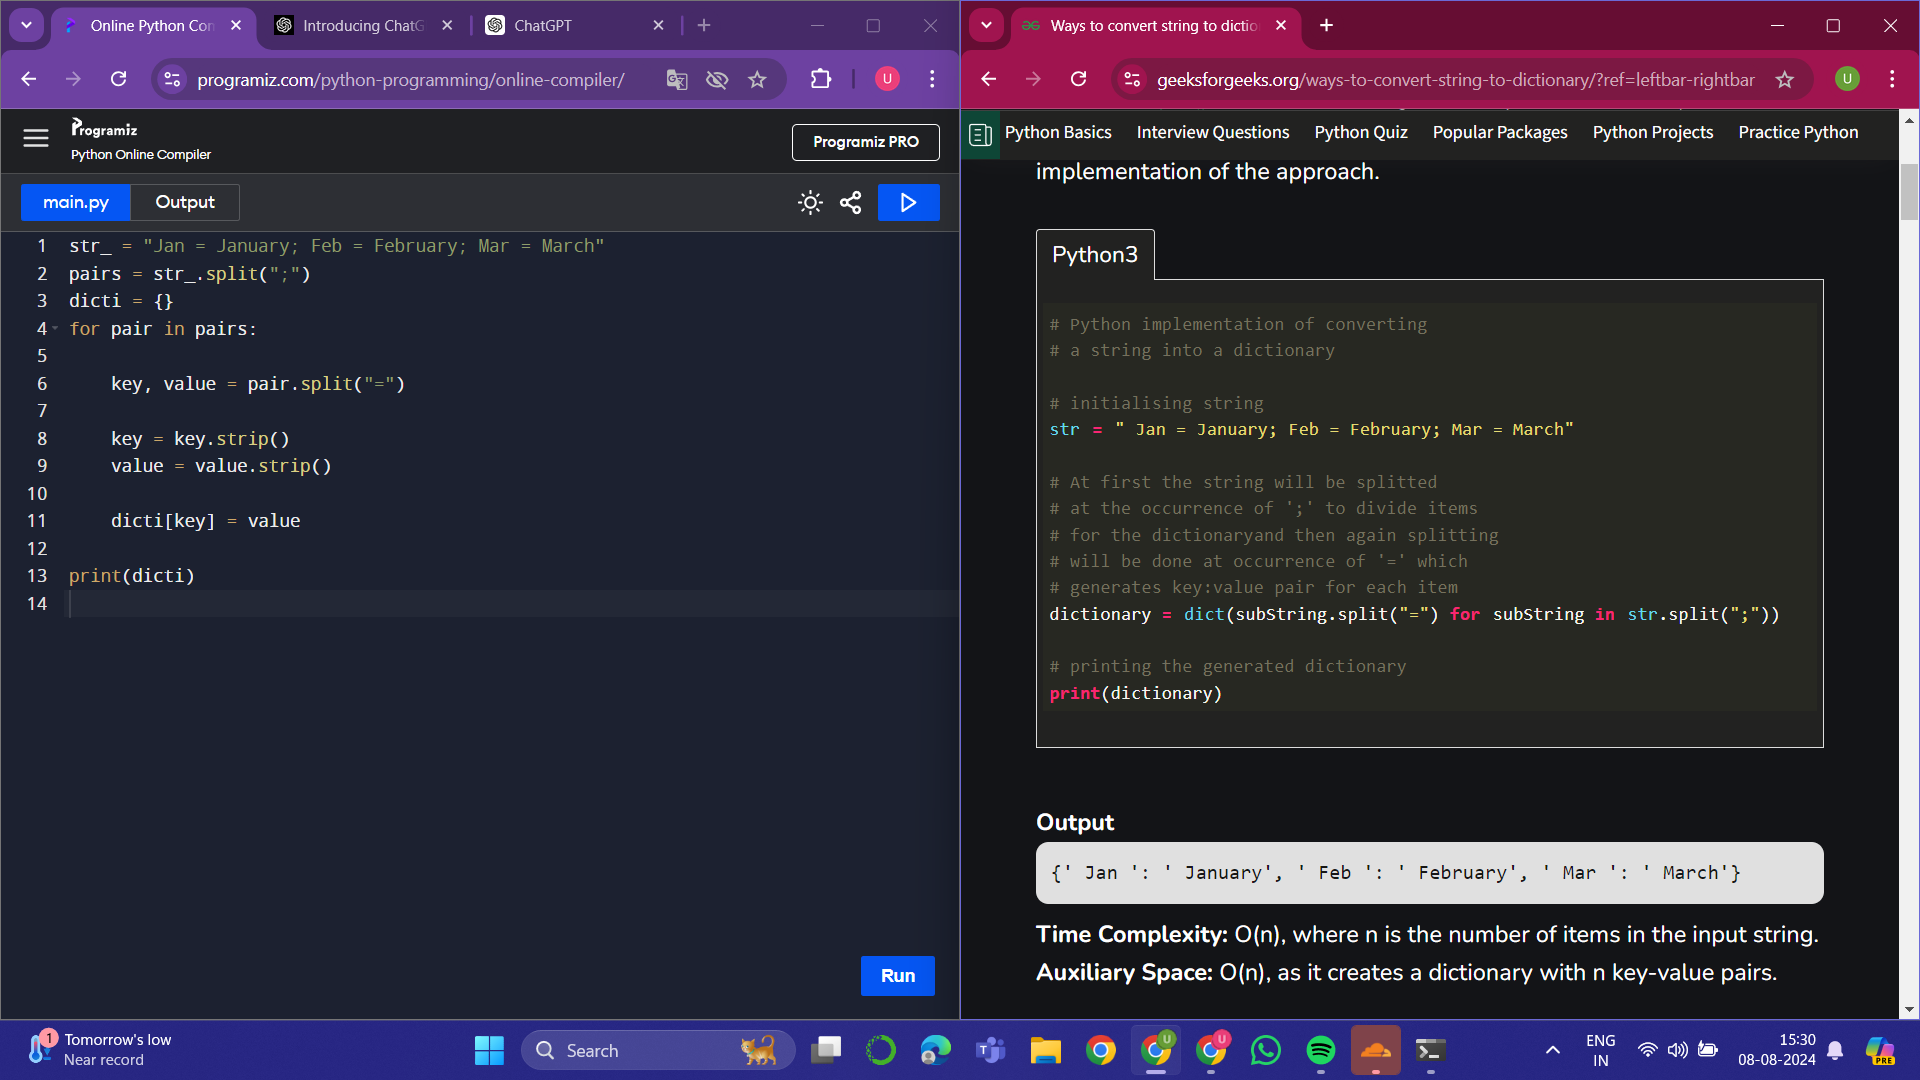 Online Python Con
Introducing ChatG
ChatGPT
programiz.com/python-programming/online-compiler/
U
Programiz
Python Online Compiler
Programiz PRO
main.py
Output
1 str_ = "Jan = January; Feb = February; Mar = March"
2 pairs = str_.split(";")
3 dicti = {}
4 for pair in pairs:
5
6 key, value = pair.split("=")
7
8 key = key.strip()
9 value = value.strip()
10
11 dicti[key] = value
12
13 print(dicti)
14
Run
Ways to convert string to dictio
geeksforgeeks.org/ways-to-convert-string-to-dictionary/?ref=leftbar-rightbar
U
Python Basics Interview Questions Python Quiz Popular Packages Python Projects Practice Python
implementation of the approach.
Python3
# Python implementation of converting
# a string into a dictionary
# initialising string
str = " Jan = January; Feb = February; Mar = March"
# At first the string will be splitted
# at the occurrence of ';' to divide items
# for the dictionaryand then again splitting
# will be done at occurrence of '=' which
# generates key:value pair for each item
dictionary = dict(subString.split("=") for subString in str.split(";"))
# printing the generated dictionary
print(dictionary)
Output
{' Jan ': ' January', ' Feb ': ' February', ' Mar ': ' March'}
Time Complexity: O(n), where n is the number of items in the input string.
Auxiliary Space: O(n), as it creates a dictionary with n key-value pairs.
1
Tomorrow's low
Near record
Search
U
U
ENG
IN
15:30
08-08-2024
PRE